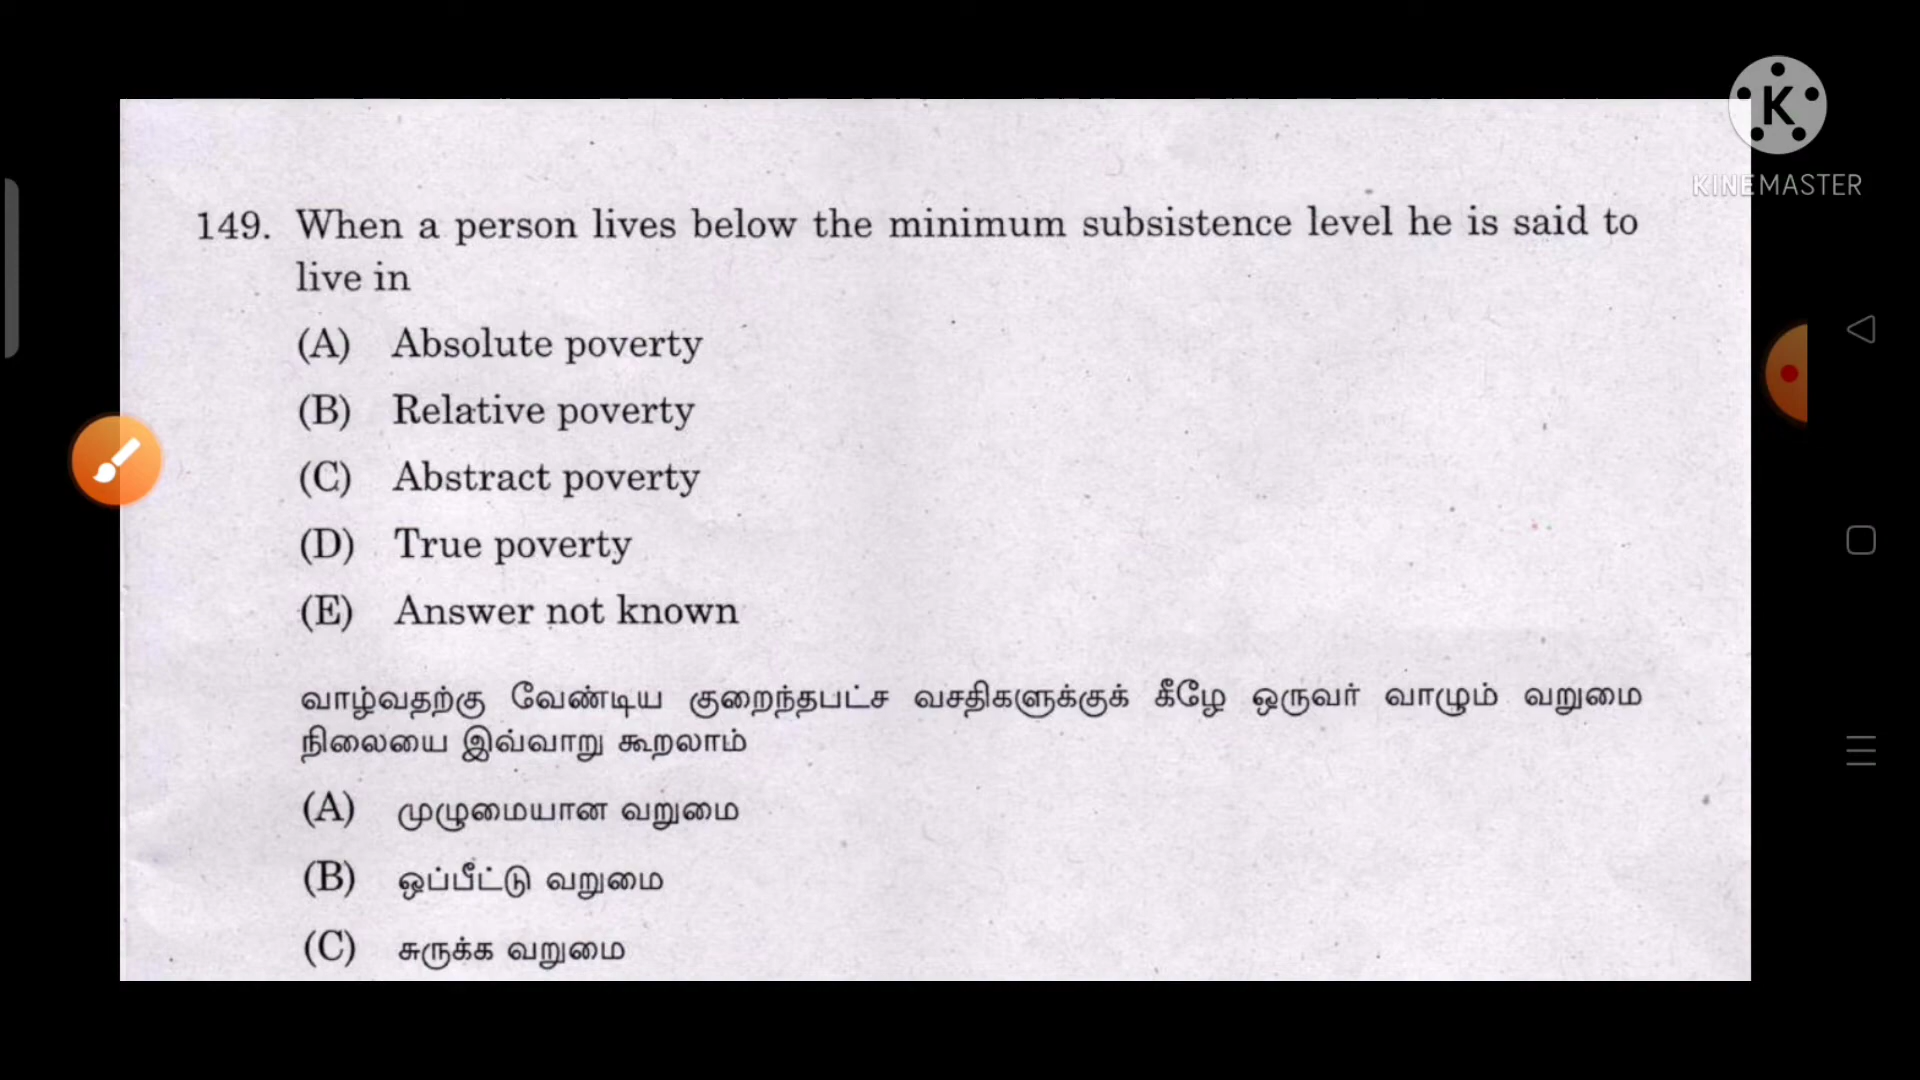 K
KINEMASTER
149. When a person lives below the minimum subsistence level he is said to
live in
(A) Absolute poverty
(B) Relative poverty
(C) Abstract poverty
(D) True poverty
(E) Answer not known
வாழ்வதற்கு வேண்டிய குறைந்தபட்ச வசதிகளுக்குக் கீழே ஒருவர் வாழும் வறுமை
நிலையை இவ்வாறு கூறலாம்
(A) முழுமையான வறுமை
(B) ஒப்பீட்டு வறுமை
(C) சுருக்க வறுமை